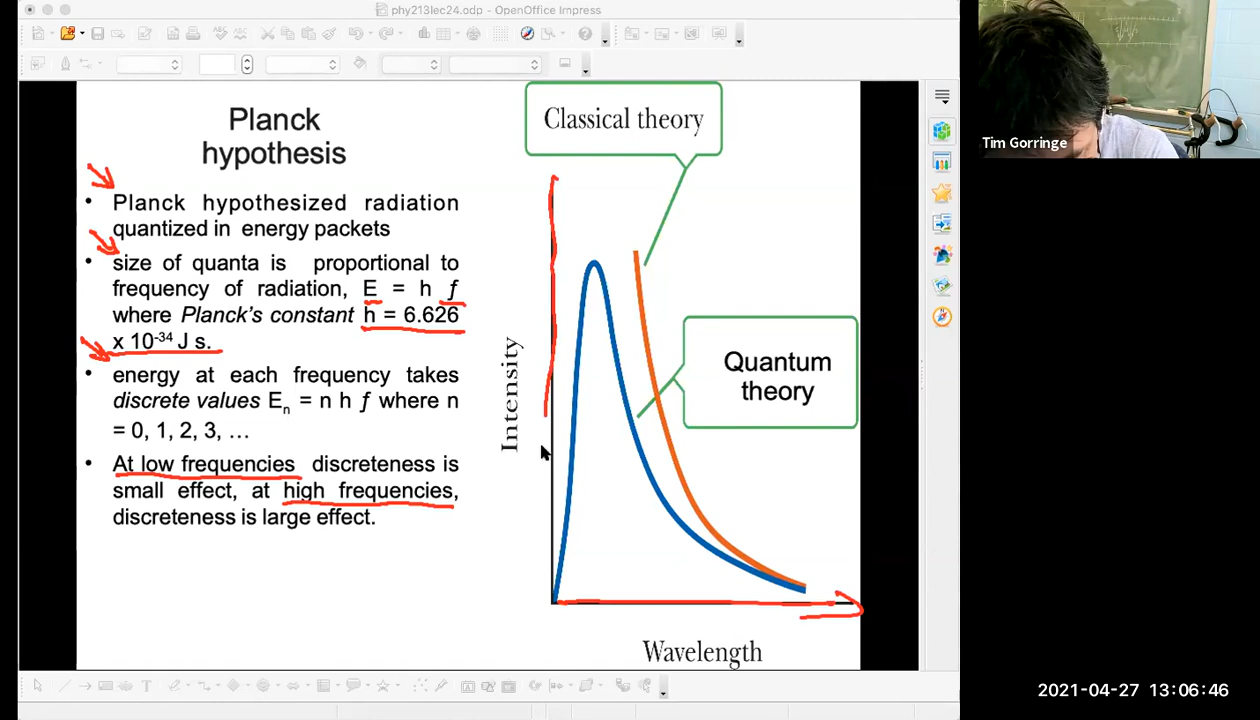 phy213lec24.odp - OpenOffice Impress
Planck
hypothesis
• Planck hypothesized radiation
quantized in energy packets
• size of quanta is proportional to
frequency of radiation, E = h ƒ
where Planck's constant h = 6.626
x 10-34 J s.
• energy at each frequency takes
discrete values En = n h ƒ where n
= 0, 1, 2, 3, …
• At low frequencies discreteness is
small effect, at high frequencies,
discreteness is large effect.
Classical theory
Quantum
theory
Intensity
Wavelength
Tim Gorringe
2021-04-27 13:06:46